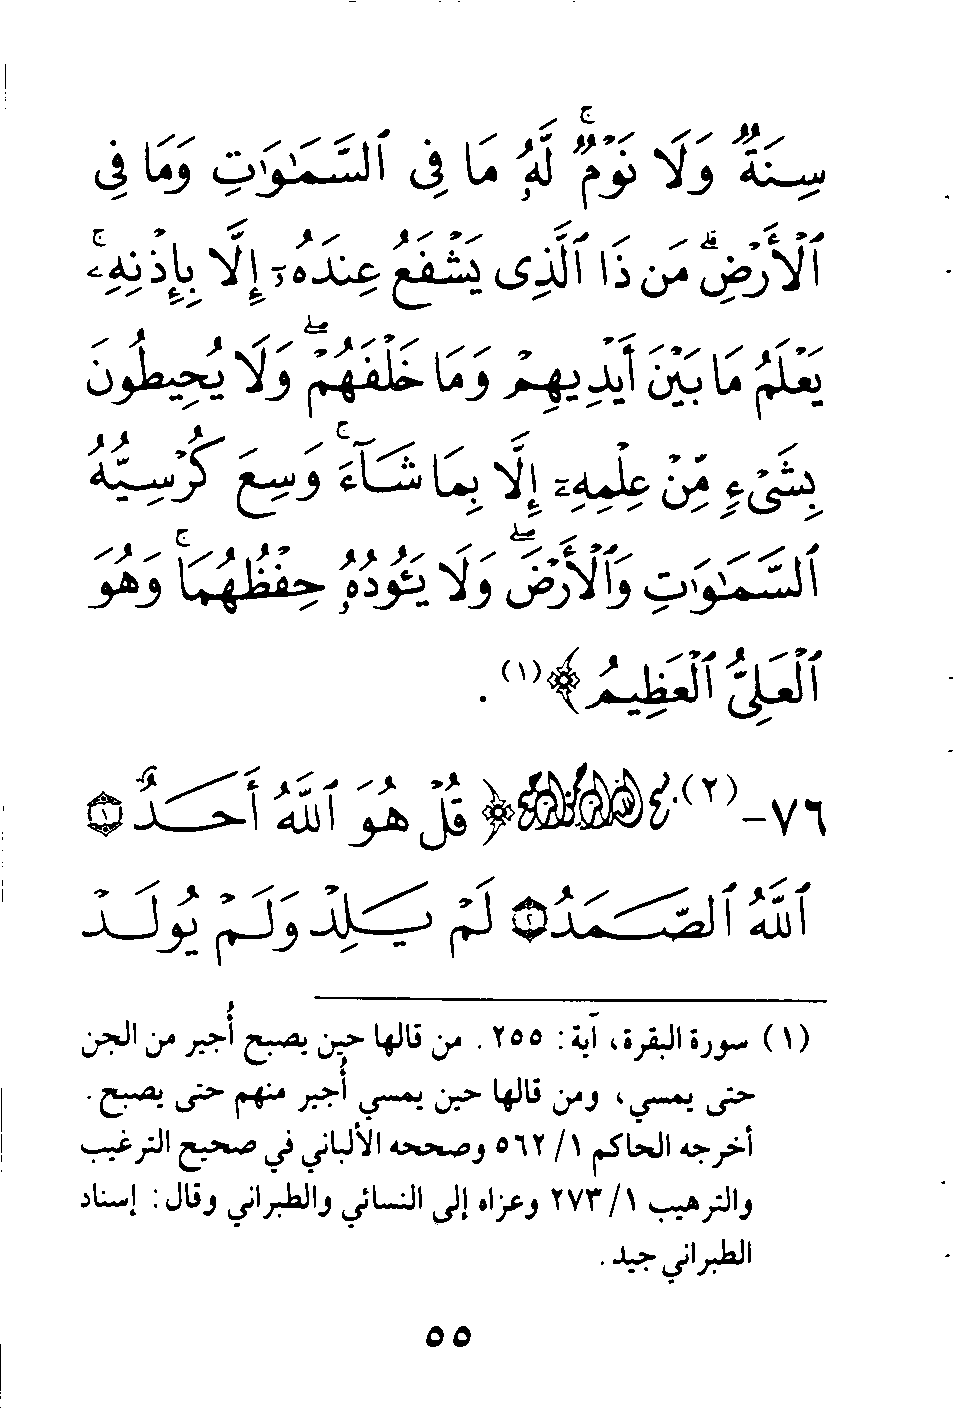 سِنَةٌ وَلَا نَوْمٌ ۚ لَّهُۥ مَا فِى ٱلسَّمَٰوَٰتِ وَمَا فِى
ٱلْأَرْضِ ۗ مَن ذَا ٱلَّذِى يَشْفَعُ عِندَهُۥٓ إِلَّا بِإِذْنِهِۦ ۚ
يَعْلَمُ مَا بَيْنَ أَيْدِيهِمْ وَمَا خَلْفَهُمْ ۖ وَلَا يُحِيطُونَ
بِشَىْءٍ مِّنْ عِلْمِهِۦٓ إِلَّا بِمَا شَآءَ ۚ وَسِعَ كُرْسِيُّهُ
ٱلسَّمَٰوَٰتِ وَٱلْأَرْضَ ۖ وَلَا يَـُٔودُهُۥ حِفْظُهُمَا ۚ وَهُوَ
ٱلْعَلِىُّ ٱلْعَظِيمُ ﴾(١) .
٧٦-(٢) بسم الله الرحمن الرحيم ﴿ قُلْ هُوَ ٱللَّهُ أَحَدٌ ١
ٱللَّهُ ٱلصَّمَدُ ٢ لَمْ يَلِدْ وَلَمْ يُولَدْ
(١) سورة البقرة، آية: ٢٥٥ . من قالها حين يصبح أُجير من الجن
حتى يمسي، ومن قالها حين يمسي أُجير منهم حتى يصبح .
أخرجه الحاكم ١/ ٥٦٢ وصححه الألباني في صحيح الترغيب
والترهيب ١/ ٢٧٣ وعزاه إلى النسائي والطبراني وقال: إسناد
الطبراني جيد .
٥٥